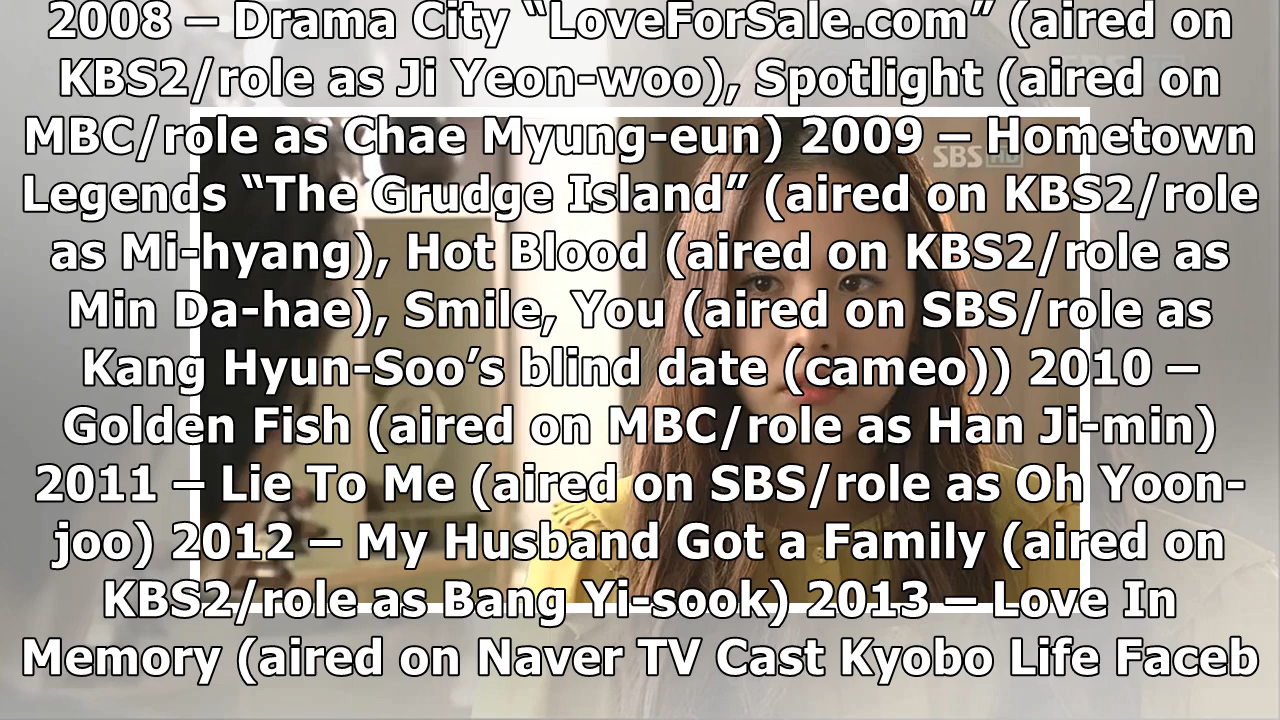 2008 – Drama City “LoveForSale.com” (aired on
KBS2/role as Ji Yeon-woo), Spotlight (aired on
MBC/role as Chae Myung-eun) 2009 – Hometown
SBS HD
Legends “The Grudge Island” (aired on KBS2/role
as Mi-hyang), Hot Blood (aired on KBS2/role as
Min Da-hae), Smile, You (aired on SBS/role as
Kang Hyun-Soo’s blind date (cameo)) 2010 –
Golden Fish (aired on MBC/role as Han Ji-min)
2011 – Lie To Me (aired on SBS/role as Oh Yoon-
joo) 2012 – My Husband Got a Family (aired on
KBS2/role as Bang Yi-sook) 2013 – Love In
Memory (aired on Naver TV Cast Kyobo Life Faceb